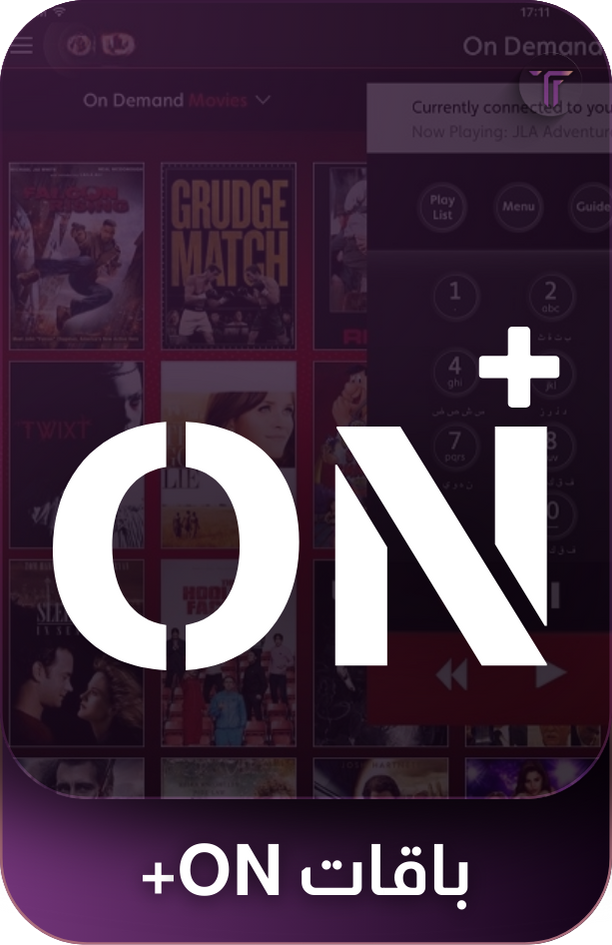 17:11
On Demand
On Demand Movies
Currently connected to you
Now Playing: JLA Adventur
GRUDGE
MATCH
Play
List
Menu
Guide
1
2
abc
4
ghi
jkl
TWIXT
7
pqrs
8
0
ON+
باقات ON+